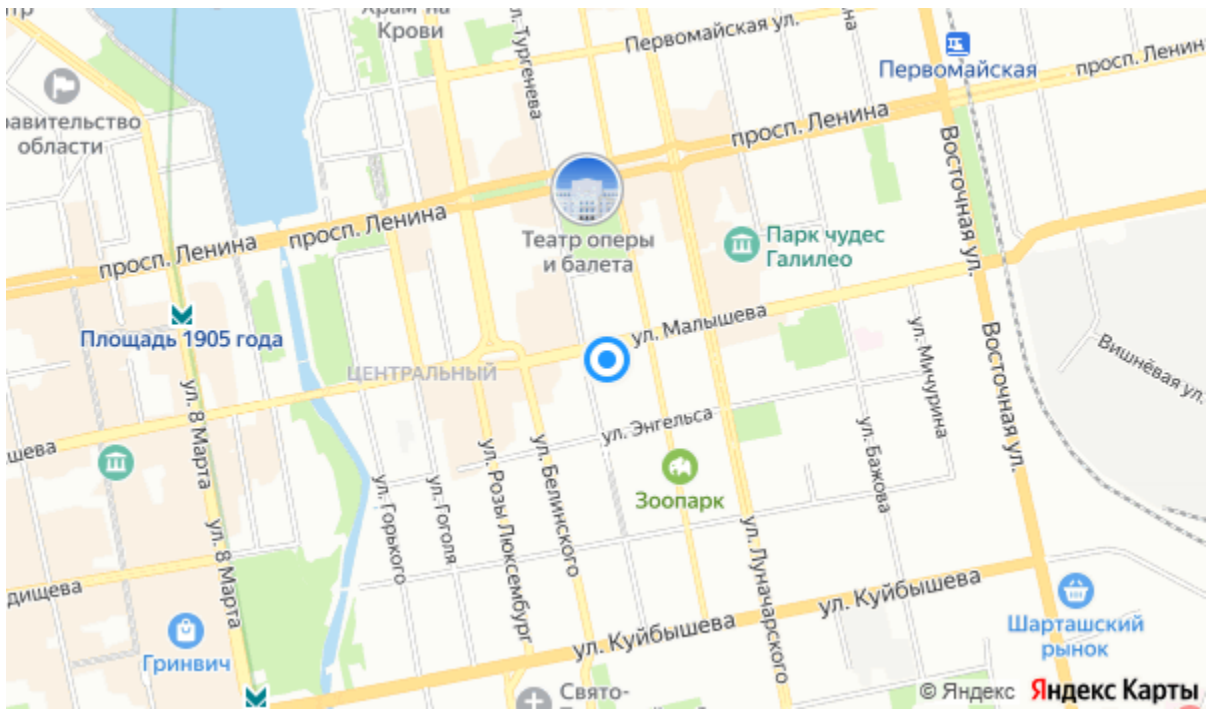 Храм-на
Крови
ул. Тургенева
Первомайская ул.
Первомайская
просп. Ленина
равительство
области
просп. Ленина
Восточная ул.
просп. Ленина
просп. Ленина
Театр оперы
и балета
Парк чудес
Галилео
Площадь 1905 года
ул. Малышева
ЦЕНТРАЛЬНЫЙ
ул. Мичурина
Восточная ул.
Вишнёвая ул.
ул. 8 Марта
ул. Энгельса
ул. Бажова
шева
ул. Розы Люксембург
ул. Белинского
Зоопарк
ул. Горького
ул. Гоголя
ул. 8 Марта
ул. Луначарского
дищева
ул. Куйбышева
ул. Куйбышева
Гринвич
Шарташский
рынок
Свято-
© Яндекс Яндекс Карты